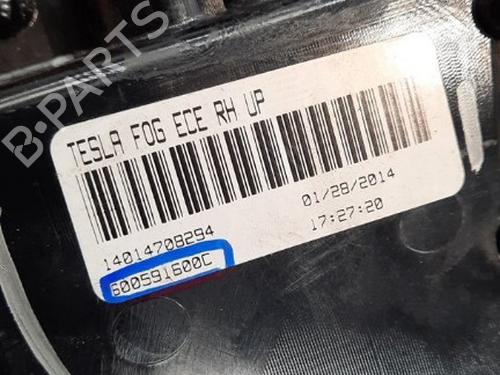 B-PARTS
TESLA FOG ECE RH UP
14014708294
01/28/2014
600591600C
17:27:20